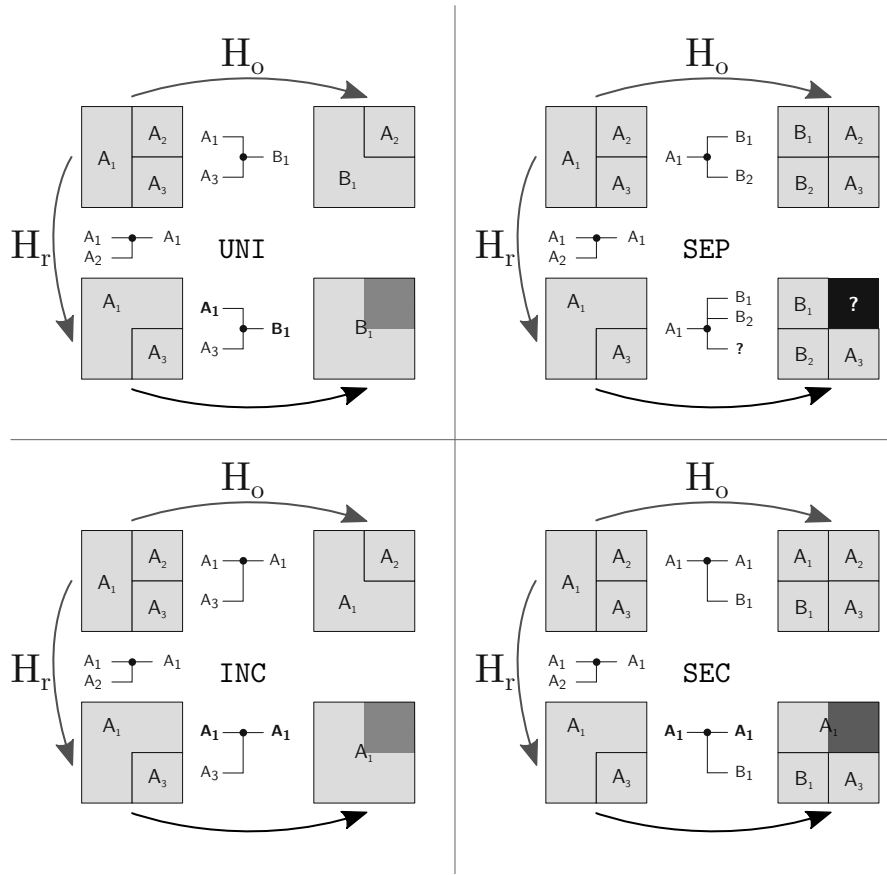 H₀ H₀
A₁ A₂ A₁ B₁ A₂ A₁ A₂ A₁ B₁ B₁ A₂
A₃ A₃ B₁ A₃ B₂ B₂ A₃
Hᵣ A₁ A₁ UNI Hᵣ A₁ A₁ SEP
A₂ A₂
A₁ A₁ B₁ A₁ B₁ B₁ ?
A₃ A₃ B₁ A₃ A₁ B₂ B₂ A₃
?
H₀ H₀
A₁ A₂ A₁ A₁ A₂ A₁ A₂ A₁ A₁ A₁ A₂
A₃ A₃ A₁ A₃ B₁ B₁ A₃
Hᵣ A₁ A₁ INC Hᵣ A₁ A₁ SEC
A₂ A₂
A₁ A₁ A₁ A₁ A₁ A₁ A₁ A₁
A₃ A₃ A₃ B₁ B₁ A₃